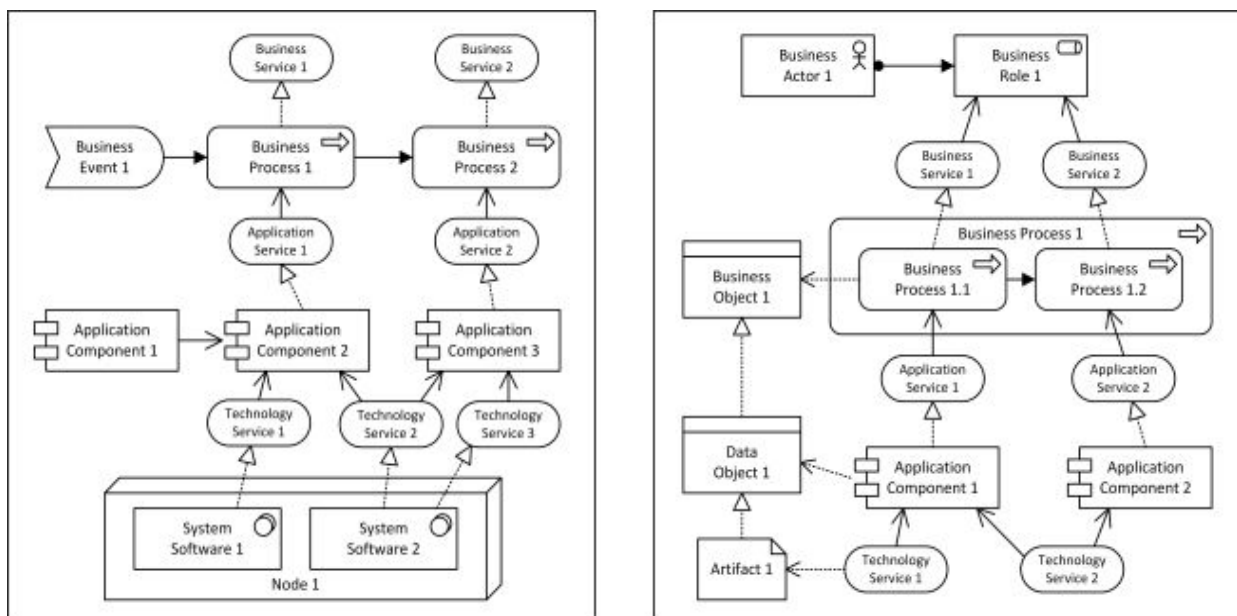 Business
Service 1
Business
Service 2
Business
Event 1
Business
Process 1
Business
Process 2
Application
Service 1
Application
Service 2
Application
Component 1
Application
Component 2
Application
Component 3
Technology
Service 1
Technology
Service 2
Technology
Service 3
System
Software 1
System
Software 2
Node 1
Business
Actor 1
Business
Role 1
Business
Service 1
Business
Service 2
Business Process 1
Business
Object 1
Business
Process 1.1
Business
Process 1.2
Application
Service 1
Application
Service 2
Data
Object 1
Application
Component 1
Application
Component 2
Artifact 1
Technology
Service 1
Technology
Service 2